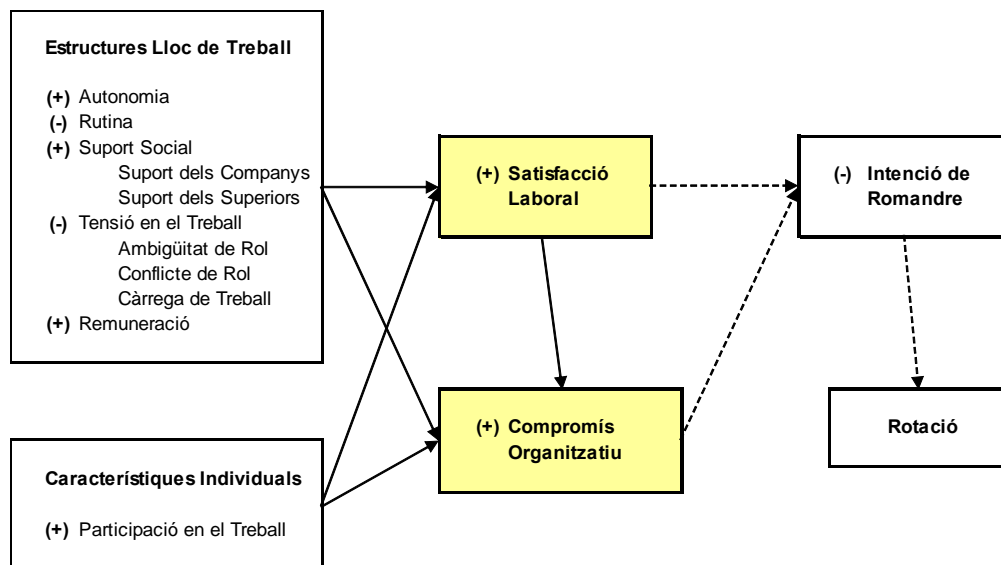 Estructures Lloc de Treball
(+) Autonomia
(-) Rutina
(+) Suport Social
Suport dels Companys
Suport dels Superiors
(-) Tensió en el Treball
Ambigüitat de Rol
Conflicte de Rol
Càrrega de Treball
(+) Remuneració
Característiques Individuals
(+) Participació en el Treball
(+) Satisfacció
Laboral
(+) Compromís
Organitzatiu
(-) Intenció de
Romandre
Rotació